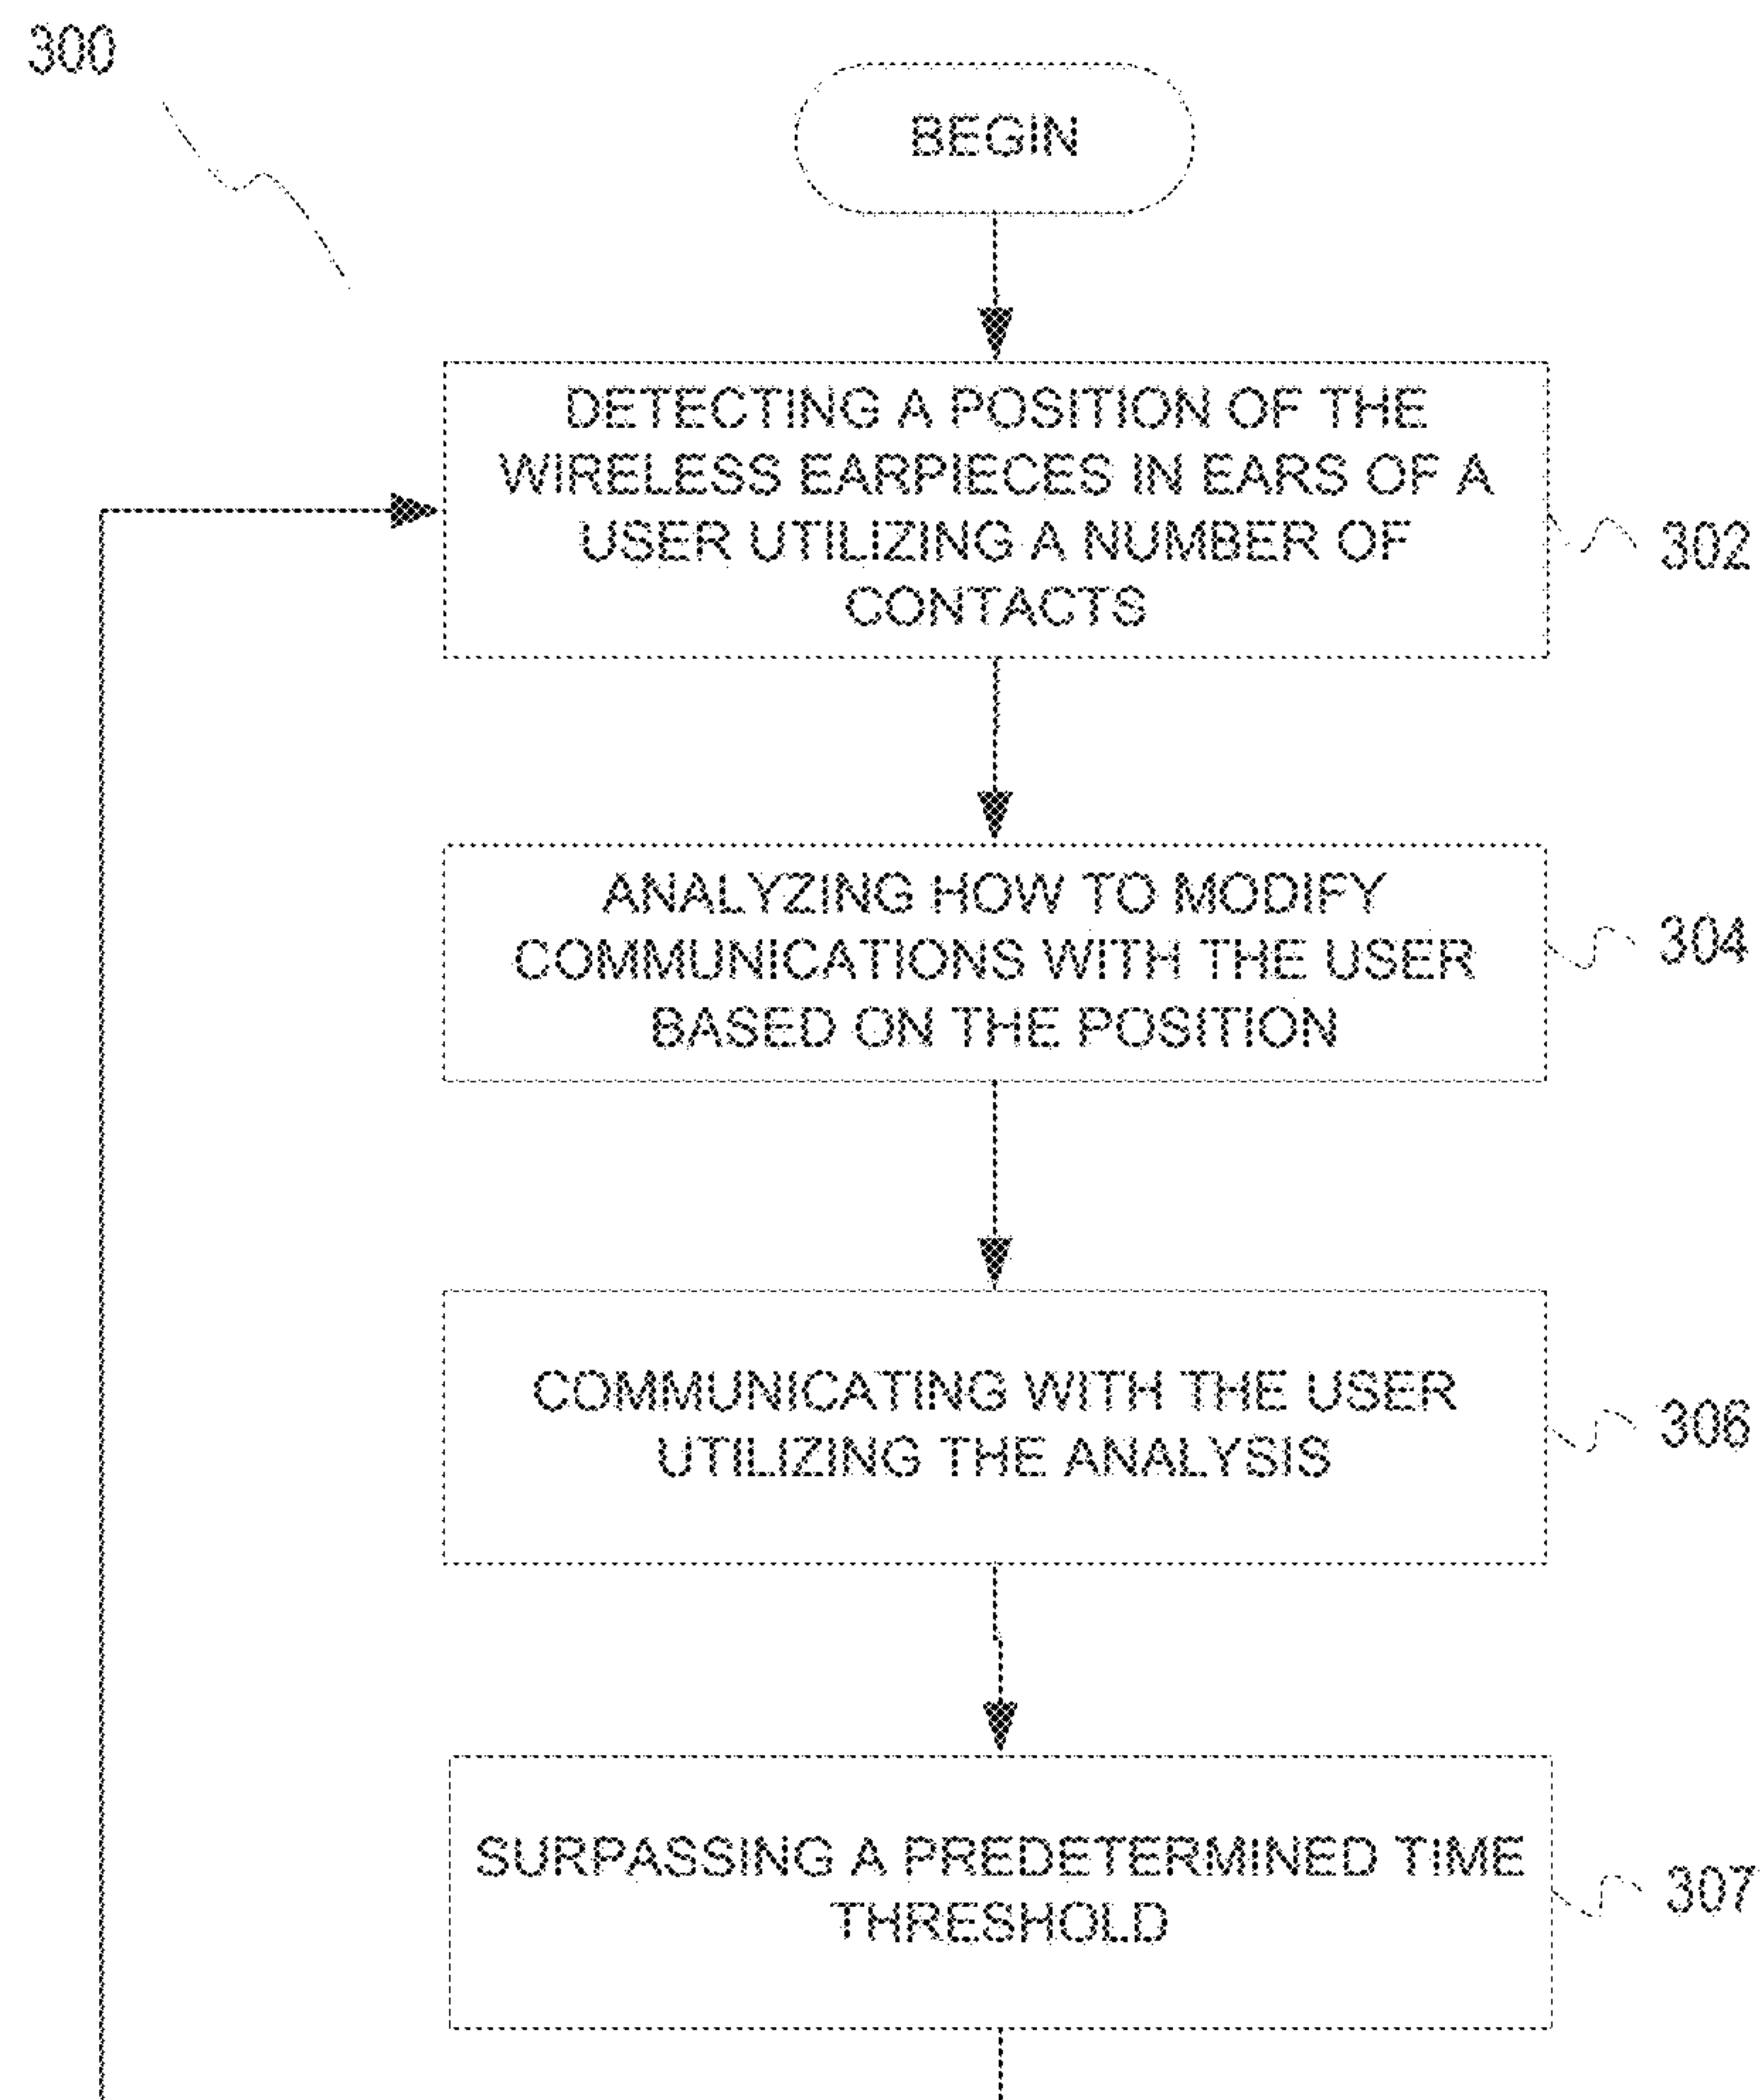 300
BEGIN
DETECTING A POSITION OF THE
WIRELESS EARPIECES IN EARS OF A
USER UTILIZING A NUMBER OF
CONTACTS
302
ANALYZING HOW TO MODIFY
COMMUNICATIONS WITH THE USER
BASED ON THE POSITION
304
COMMUNICATING WITH THE USER
UTILIZING THE ANALYSIS
306
SURPASSING A PREDETERMINED TIME
THRESHOLD
307